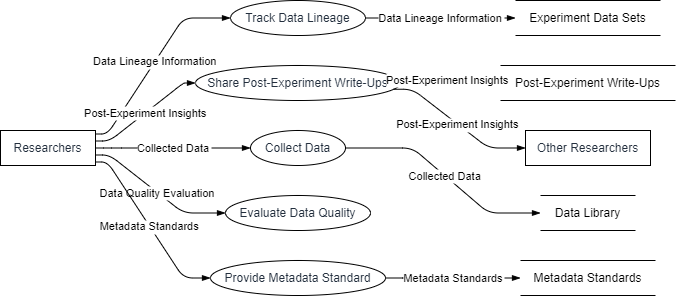 Track Data Lineage
Data Lineage Information
Experiment Data Sets
Data Lineage Information
Share Post-Experiment Write-Ups
Post-Experiment Insights
Post-Experiment Write-Ups
Post-Experiment Insights
Post-Experiment Insights
Researchers
Collected Data
Collect Data
Other Researchers
Collected Data
Data Quality Evaluation
Evaluate Data Quality
Data Library
Metadata Standards
Provide Metadata Standard
Metadata Standards
Metadata Standards